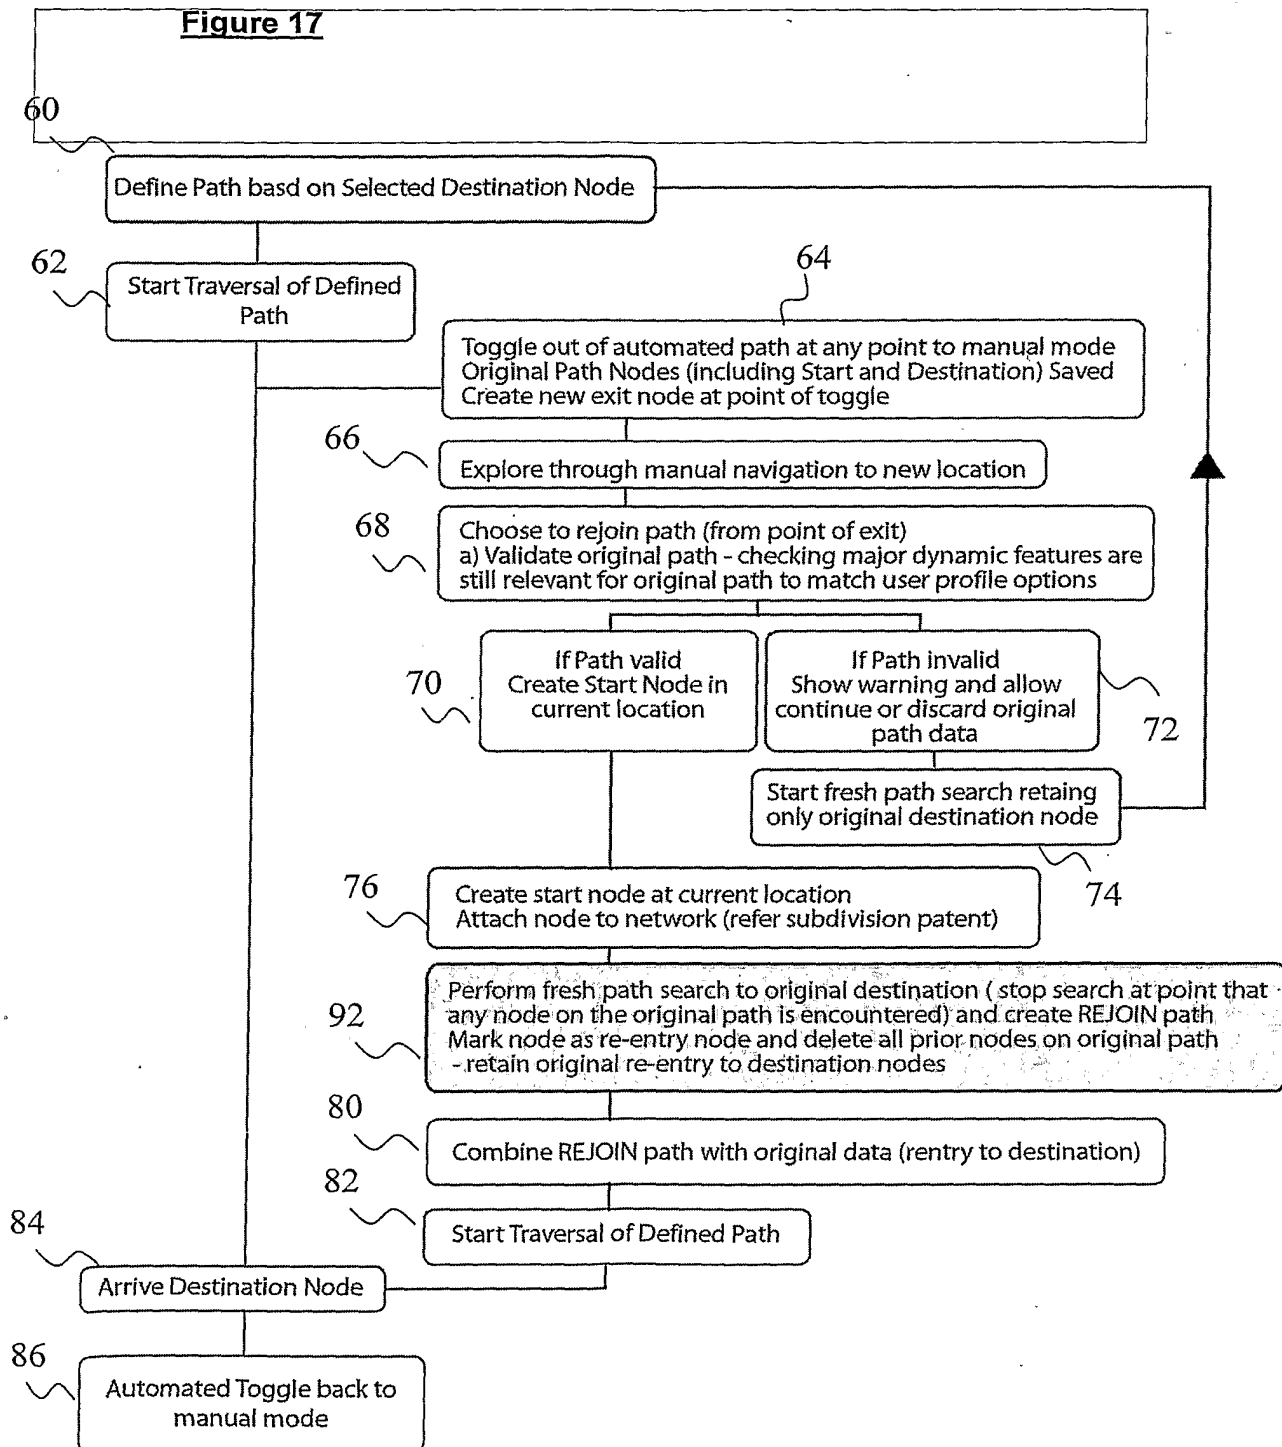 Figure 17
60
Define Path basd on Selected Destination Node
62
Start Traversal of Defined
Path
64
Toggle out of automated path at any point to manual mode
Original Path Nodes (including Start and Destination) Saved
Create new exit node at point of toggle
66
Explore through manual navigation to new location
68
Choose to rejoin path (from point of exit)
a) Validate original path - checking major dynamic features are
still relevant for original path to match user profile options
70
If Path valid
Create Start Node in
current location
If Path invalid
Show warning and allow
continue or discard original
path data
72
Start fresh path search retaing
only original destination node
74
76
Create start node at current location
Attach node to network (refer subdivision patent)
92
Perform fresh path search to original destination ( stop search at point that
any node on the original path is encountered) and create REJOIN path
Mark node as re-entry node and delete all prior nodes on original path
- retain original re-entry to destination nodes
80
Combine REJOIN path with original data (rentry to destination)
82
Start Traversal of Defined Path
84
Arrive Destination Node
86
Automated Toggle back to
manual mode